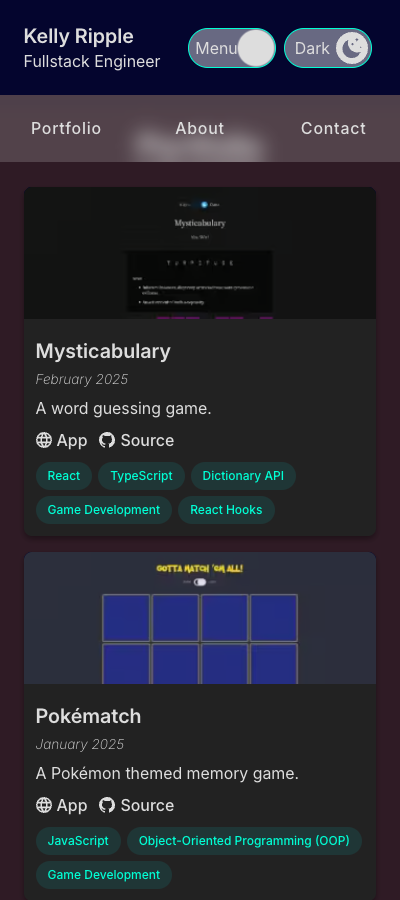 Kelly Ripple
Fullstack Engineer
Menu
Dark
Portfolio About Contact
Mysticabulary
TURPITUDE
Mysticabulary
February 2025
A word guessing game.
App Source
React TypeScript Dictionary API
Game Development React Hooks
GOTTA MATCH 'EM ALL!
Pokématch
January 2025
A Pokémon themed memory game.
App Source
JavaScript Object-Oriented Programming (OOP)
Game Development